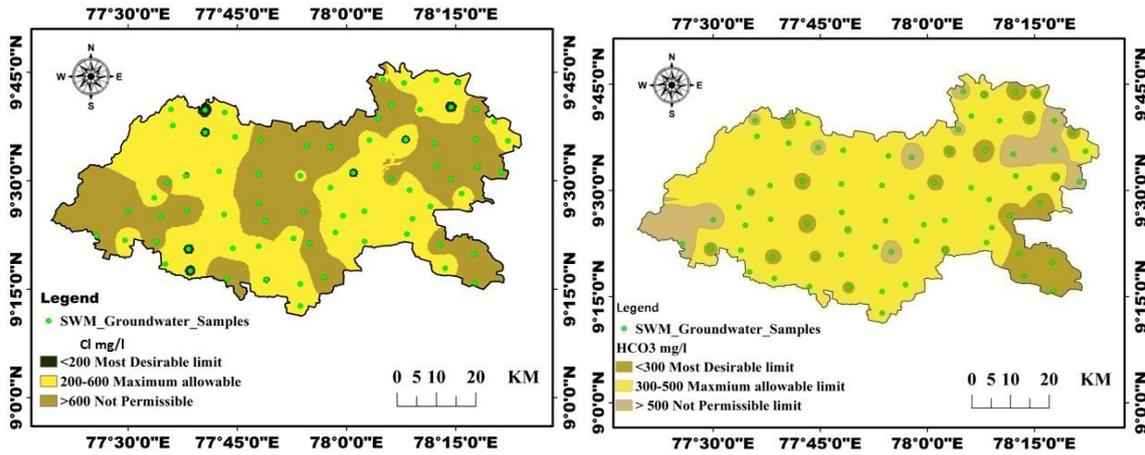 77°30'0"E 77°45'0"E 78°0'0"E 78°15'0"E
9°45'0"N
9°30'0"N
9°15'0"N
9°0'0"N
N
W E
S
9°45'0"N
9°30'0"N
9°15'0"N
9°0'0"N
Legend
SWM_Groundwater_Samples
Cl mg/l
<200 Most Desirable limit
200-600 Maximum allowable
>600 Not Permissible
0 5 10 20 KM
77°30'0"E 77°45'0"E 78°0'0"E 78°15'0"E
77°30'0"E 77°45'0"E 78°0'0"E 78°15'0"E
9°45'0"N
9°30'0"N
9°15'0"N
9°0'0"N
N
W E
S
9°45'0"N
9°30'0"N
9°15'0"N
9°0'0"N
Legend
SWM_Groundwater_Samples
HCO3 mg/l
<300 Most Desirable limit
300-500 Maxmium allowable limit
> 500 Not Permissible limit
0 5 10 20 KM
77°30'0"E 77°45'0"E 78°0'0"E 78°15'0"E